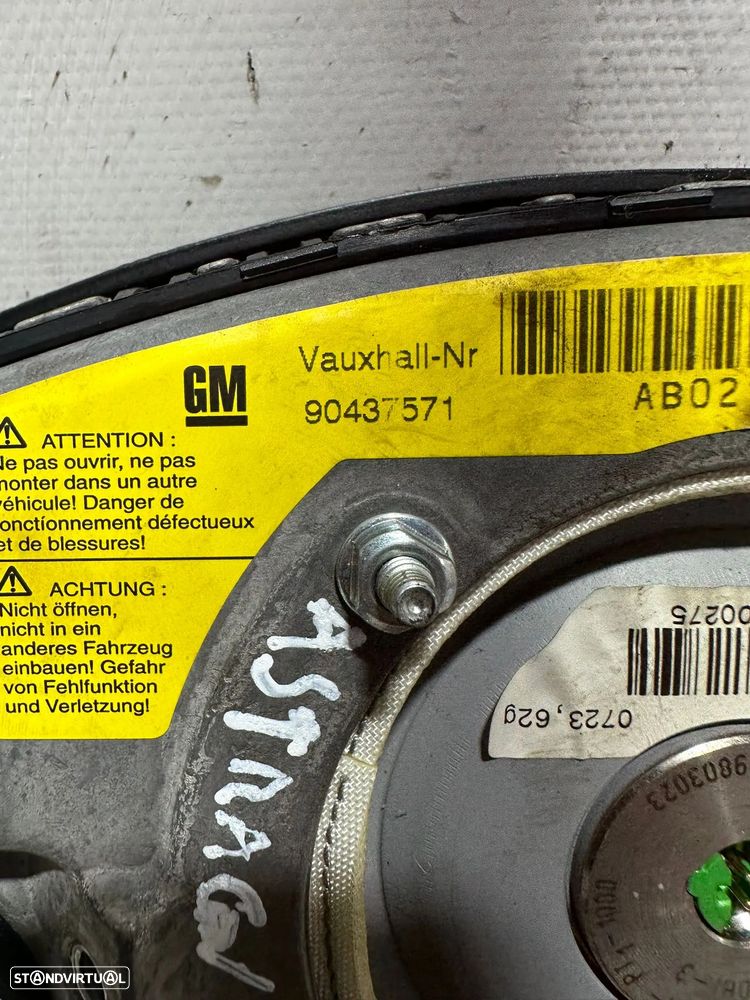 GM
Vauxhall-Nr
90437571
AB02
ATTENTION :
Ne pas ouvrir, ne pas
monter dans un autre
véhicule! Danger de
fonctionnement défectueux
et de blessures!
ACHTUNG :
Nicht öffnen,
nicht in ein
anderes Fahrzeug
einbauen! Gefahr
von Fehlfunktion
und Verletzung!
ASTRA G
00275
0723,62g
9803023
STANDVIRTUAL